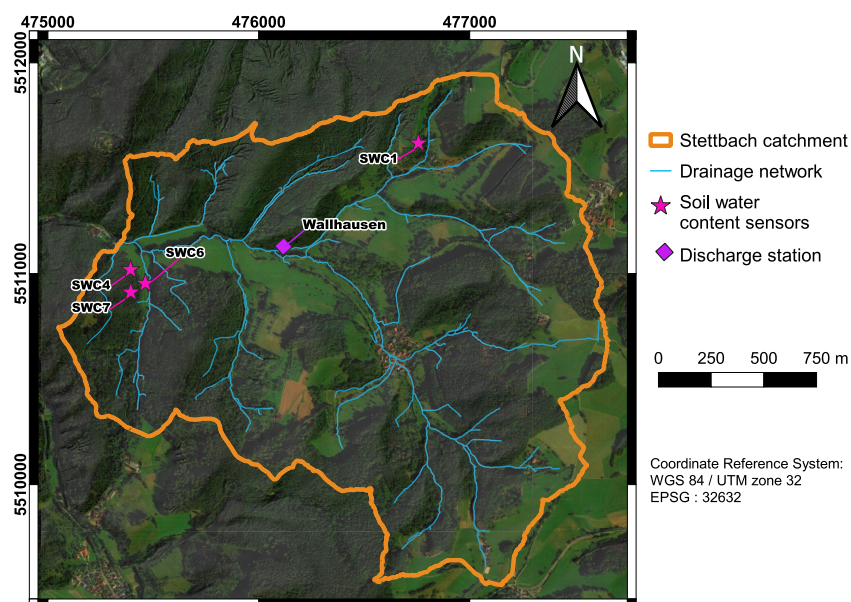 475000 476000 477000
5512000
5511000
5510000
N
SWC1
Wallhausen
SWC6
SWC4
SWC7
Stettbach catchment
Drainage network
Soil water
content sensors
Discharge station
0 250 500 750 m
Coordinate Reference System:
WGS 84 / UTM zone 32
EPSG : 32632